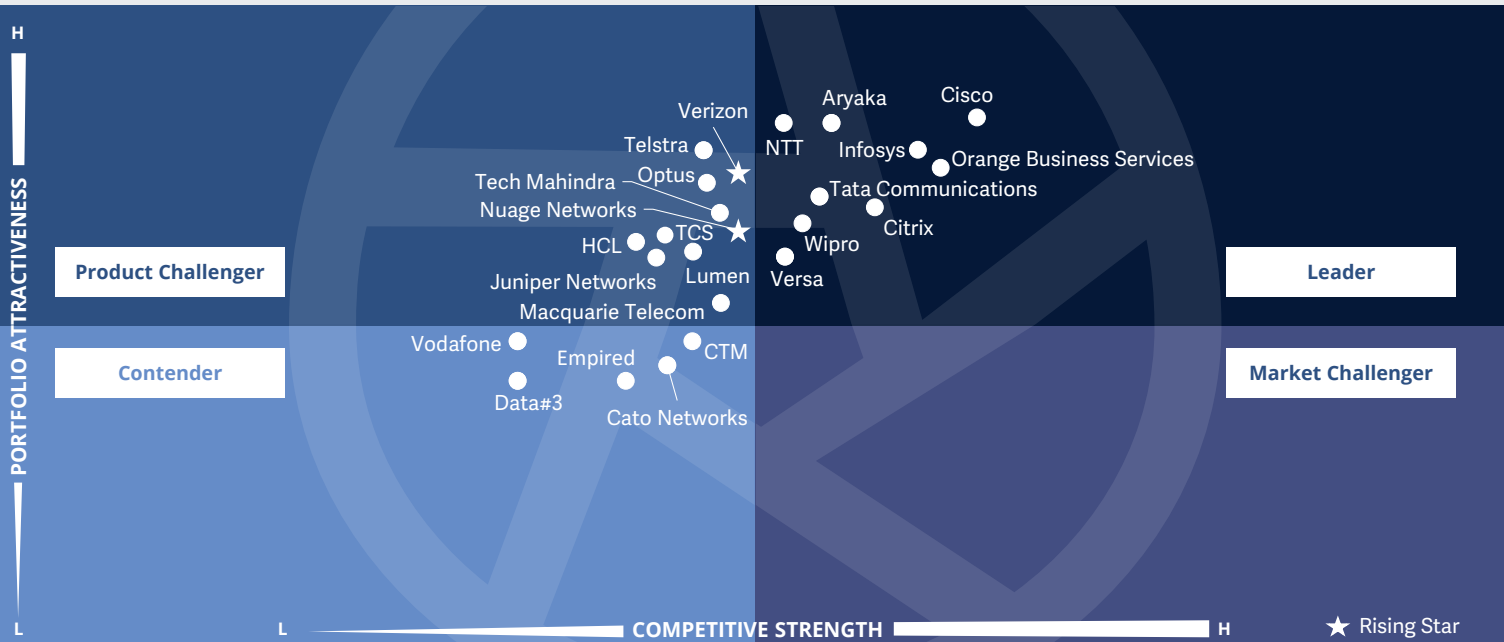 H
Cisco
Aryaka
Verizon
Telstra
NTT
Infosys
Orange Business Services
Optus
Tech Mahindra
Tata Communications
Nuage Networks
TCS
Citrix
HCL
Wipro
Product Challenger
Leader
Lumen
Versa
Juniper Networks
Macquarie Telecom
PORTFOLIO ATTRACTIVENESS
Vodafone
CTM
Empired
Contender
Market Challenger
Data#3
Cato Networks
L
L
COMPETITIVE STRENGTH
H
Rising Star